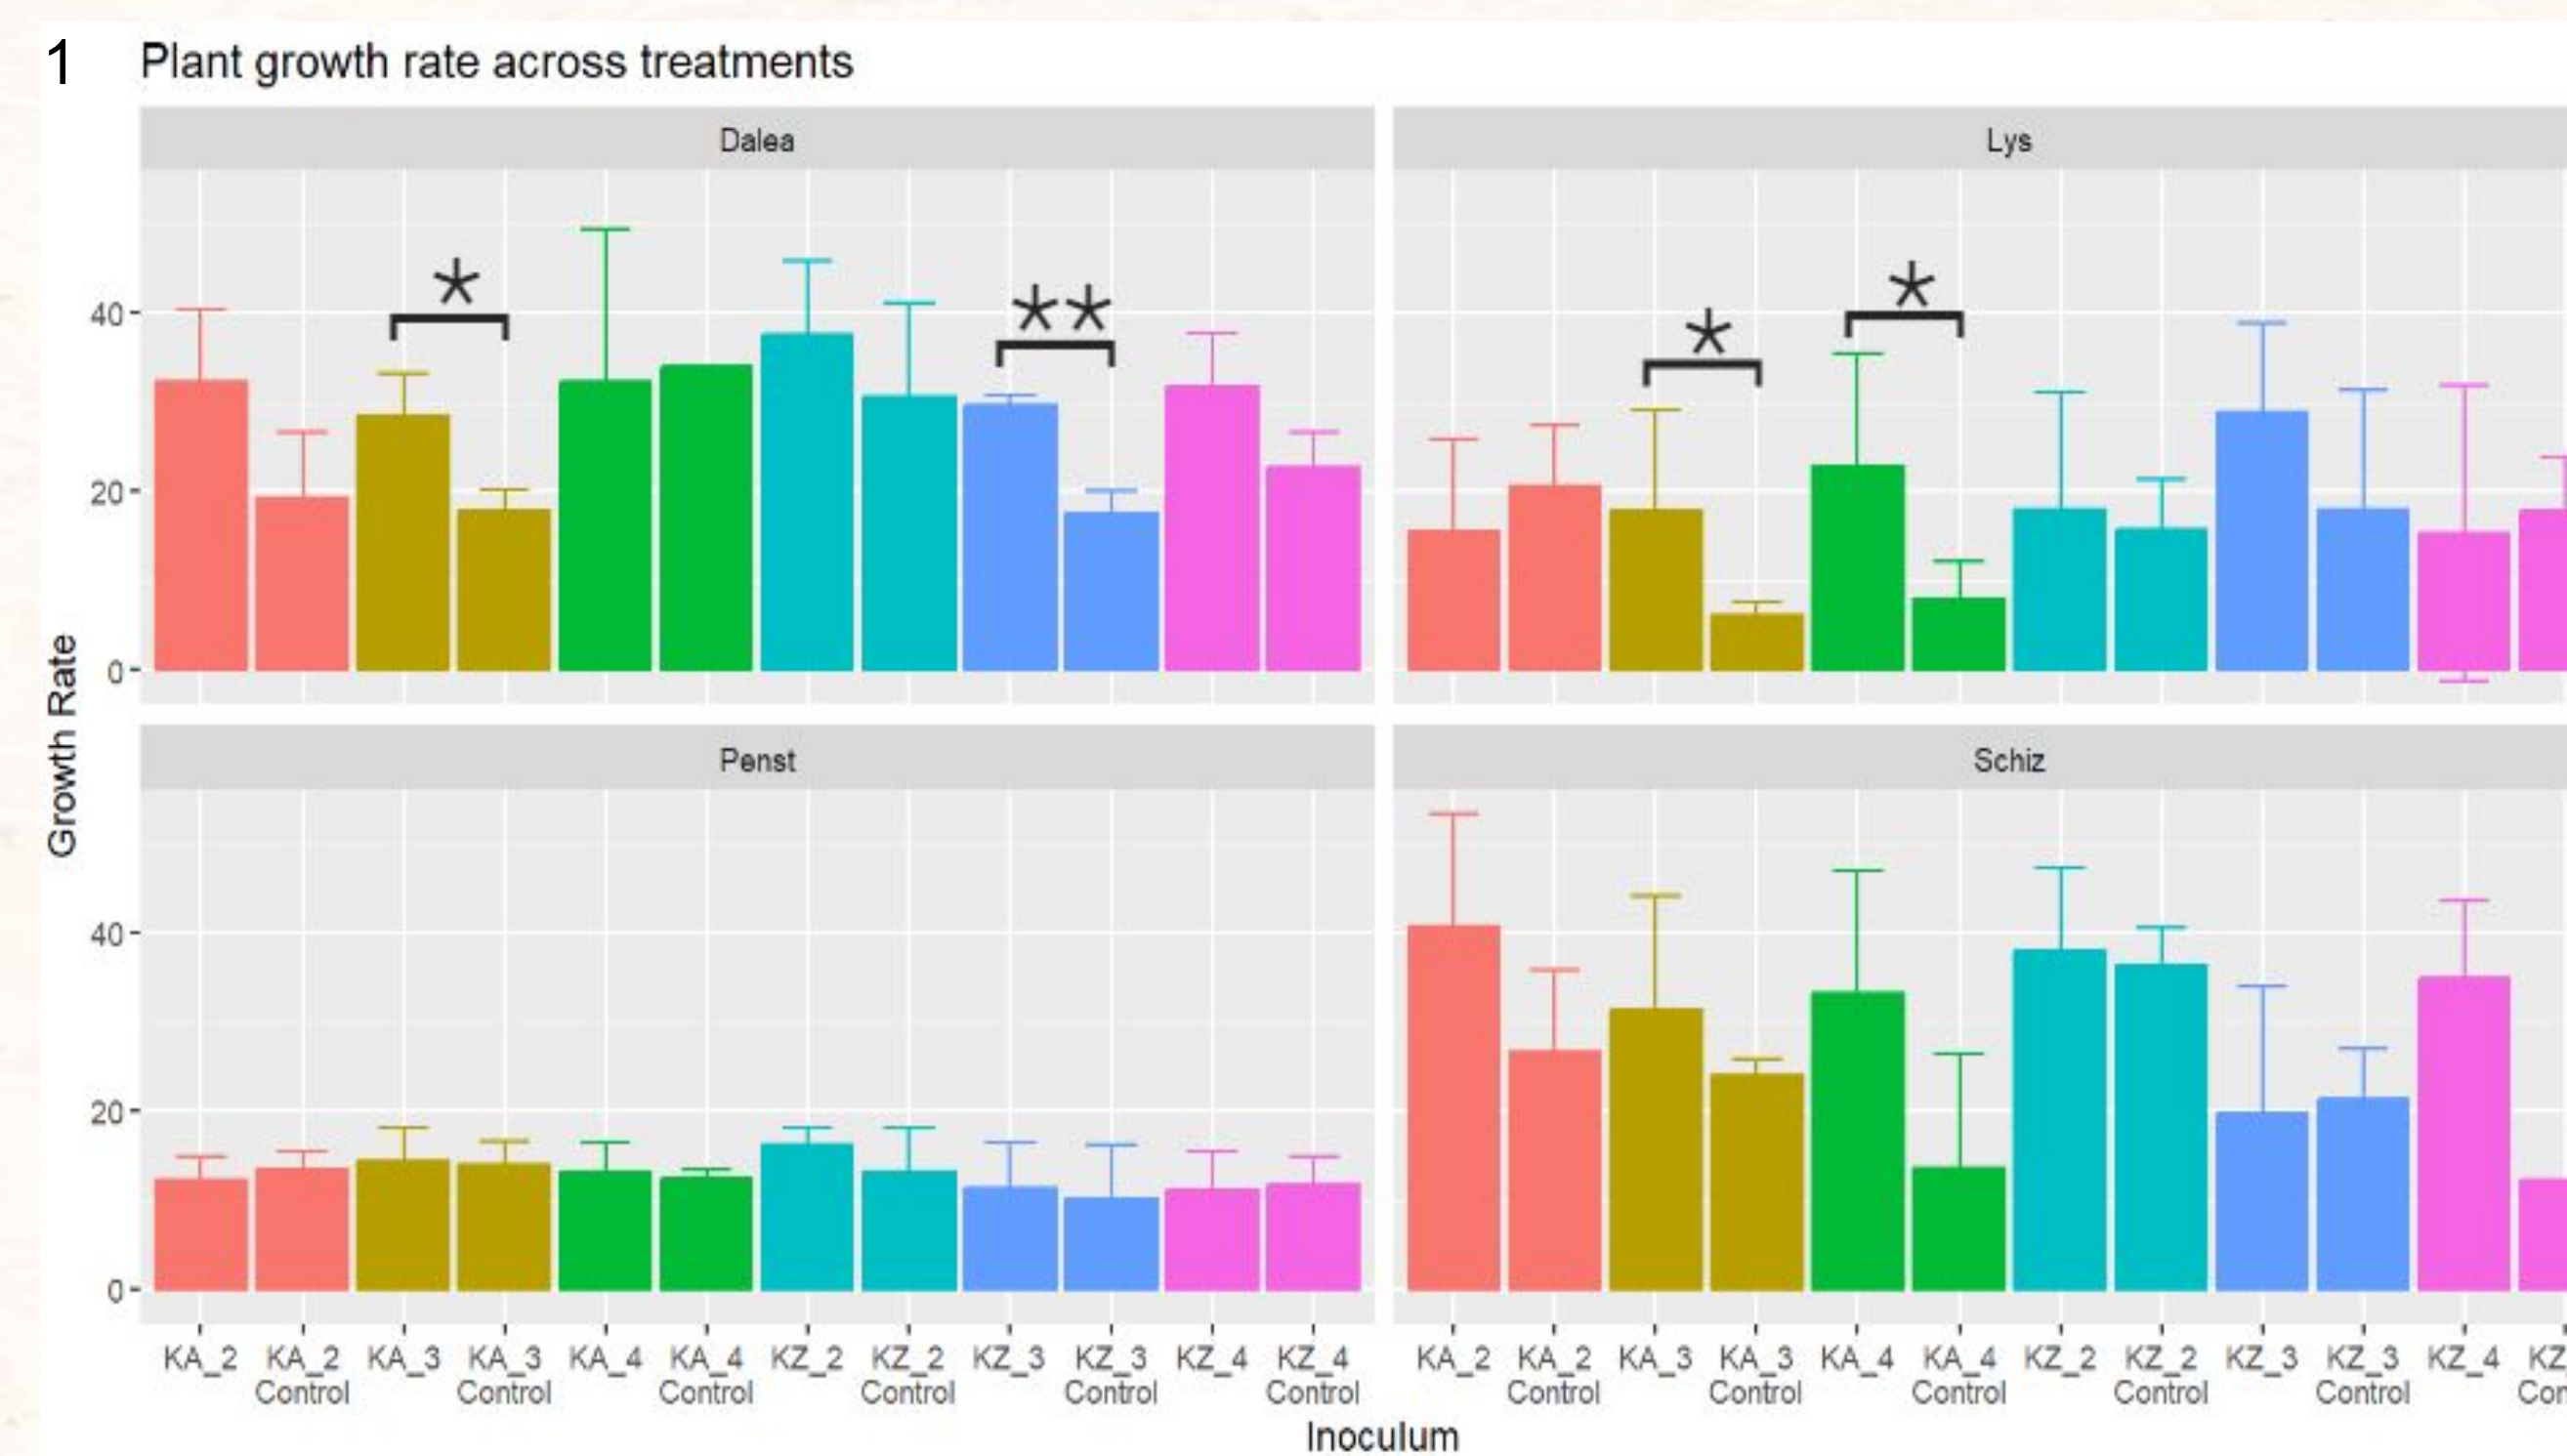 1
Plant growth rate across treatments
Dalea
Lys
*
**
*
*
40
20
0
Penst
Schiz
40
20
0
Growth Rate
KA_2 KA_2 KA_3 KA_3 KA_4 KA_4 KZ_2 KZ_2 KZ_3 KZ_3 KZ_4 KZ_4
Control Control Control Control Control Control
KA_2 KA_2 KA_3 KA_3 KA_4 KA_4 KZ_2 KZ_2 KZ_3 KZ_3 KZ_4 KZ
Control Control Control Control Control Con
Inoculum